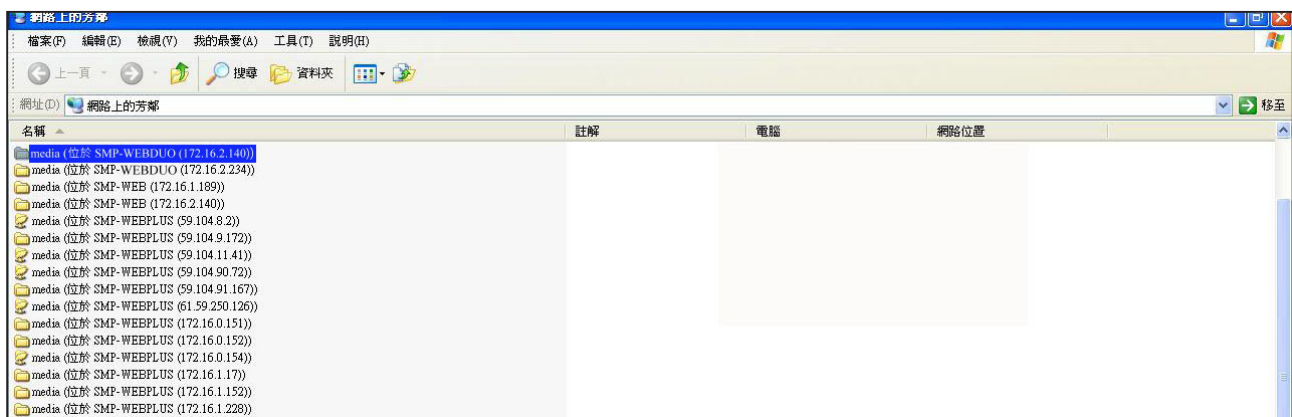 網路上的芳鄰
檔案(F) 編輯(E) 檢視(V) 我的最愛(A) 工具(T) 說明(H)
上一頁 搜尋 資料夾
網址(D) 網路上的芳鄰 移至
名稱 註解 電腦 網路位置
media (位於 SMP-WEBDUO (172.16.2.140))
media (位於 SMP-WEBDUO (172.16.2.234))
media (位於 SMP-WEB (172.16.1.189))
media (位於 SMP-WEB (172.16.2.140))
media (位於 SMP-WEBPLUS (59.104.8.2))
media (位於 SMP-WEBPLUS (59.104.9.172))
media (位於 SMP-WEBPLUS (59.104.11.41))
media (位於 SMP-WEBPLUS (59.104.90.72))
media (位於 SMP-WEBPLUS (59.104.91.167))
media (位於 SMP-WEBPLUS (61.59.250.126))
media (位於 SMP-WEBPLUS (172.16.0.151))
media (位於 SMP-WEBPLUS (172.16.0.152))
media (位於 SMP-WEBPLUS (172.16.0.154))
media (位於 SMP-WEBPLUS (172.16.1.17))
media (位於 SMP-WEBPLUS (172.16.1.152))
media (位於 SMP-WEBPLUS (172.16.1.228))